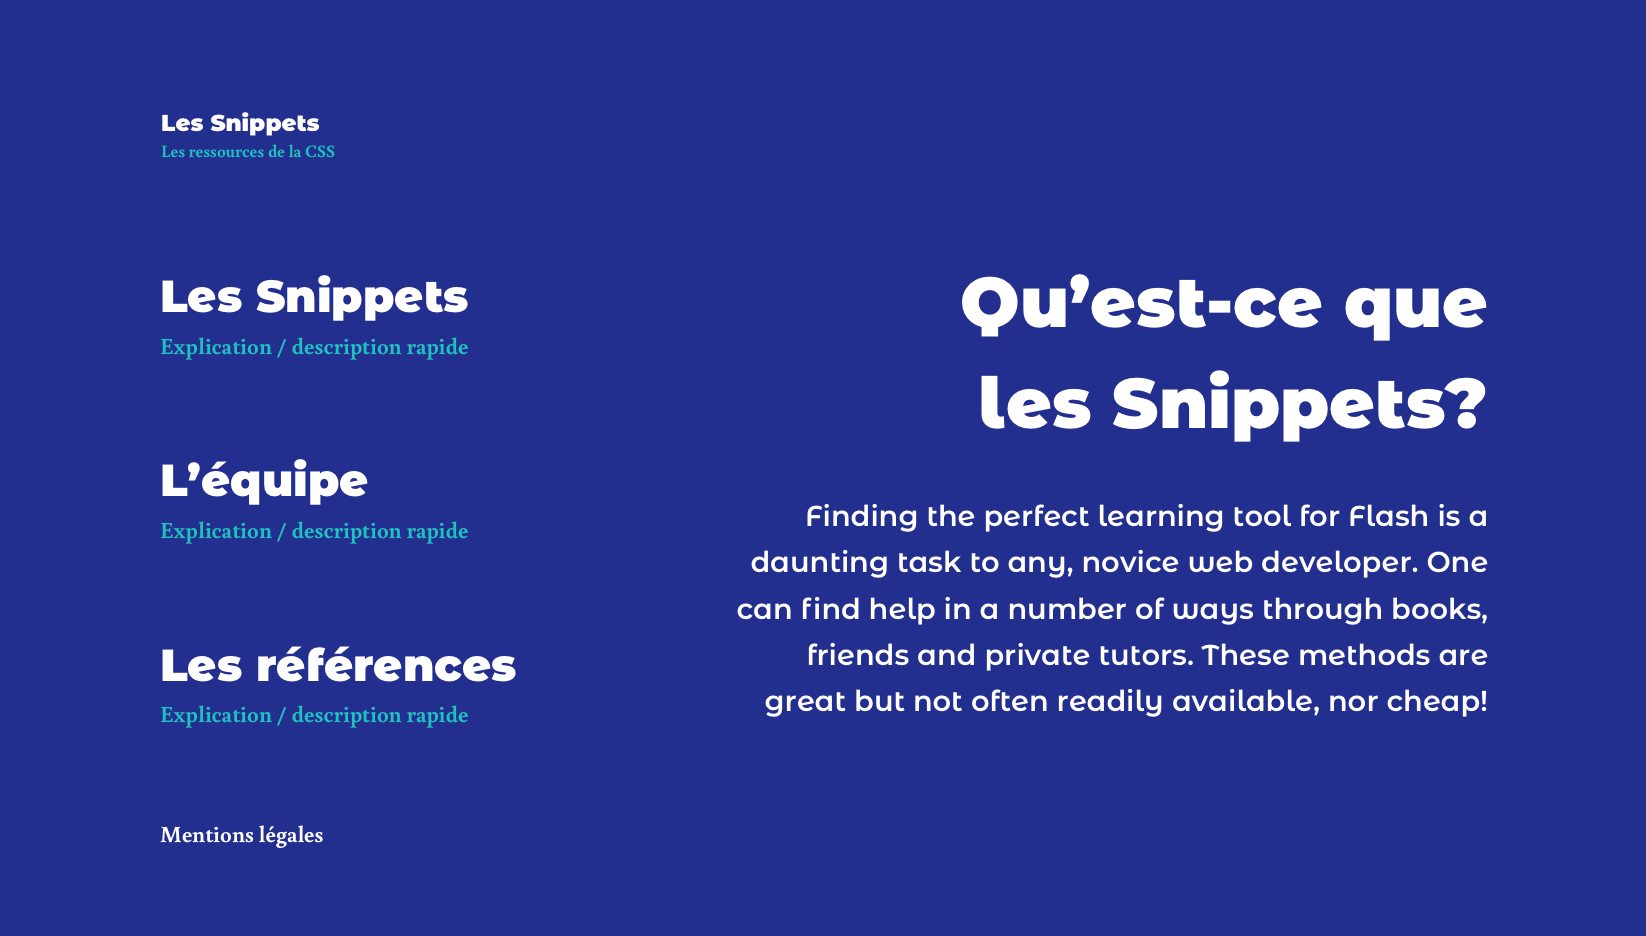 Les Snippets
Les ressources de la CSS
Les Snippets
Explication / description rapide
L’équipe
Explication / description rapide
Les références
Explication / description rapide
Mentions légales
Qu’est-ce que
les Snippets?
Finding the perfect learning tool for Flash is a
daunting task to any, novice web developer. One
can find help in a number of ways through books,
friends and private tutors. These methods are
great but not often readily available, nor cheap!